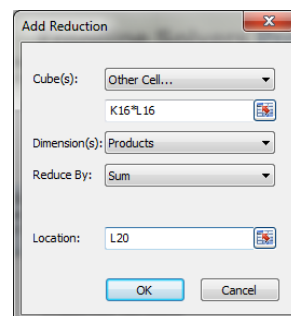 Add Reduction
Cube(s): Other Cell...
K16*L16
Dimension(s): Products
Reduce By: Sum
Location: L20
OK Cancel